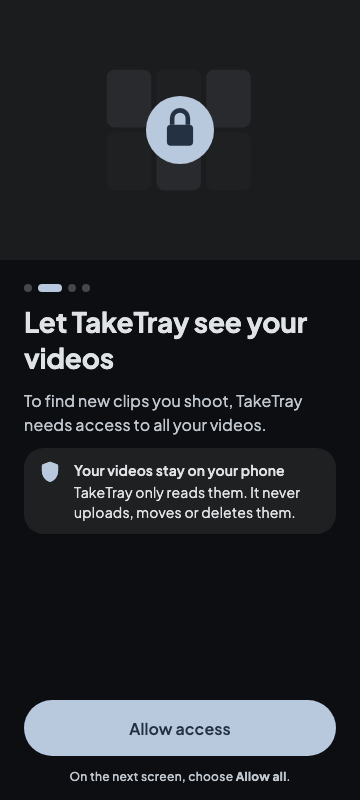 Let TakeTray see your
videos
To find new clips you shoot, TakeTray
needs access to all your videos.
Your videos stay on your phone
TakeTray only reads them. It never
uploads, moves or deletes them.
Allow access
On the next screen, choose Allow all.